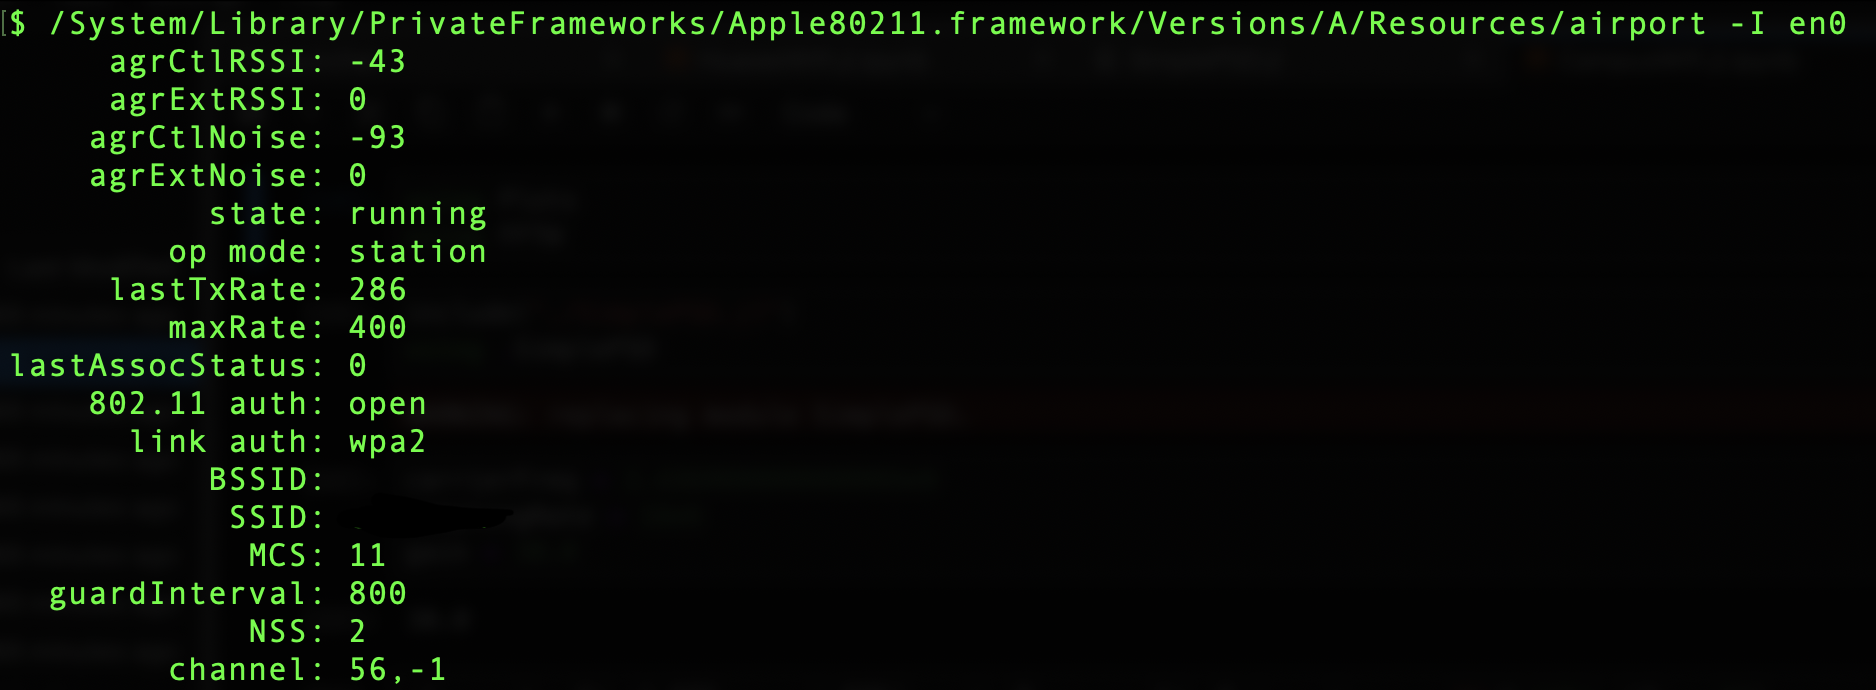 [$ /System/Library/PrivateFrameworks/Apple80211.framework/Versions/A/Resources/airport -I en0
agrCtlRSSI: -43
agrExtRSSI: 0
agrCtlNoise: -93
agrExtNoise: 0
state: running
op mode: station
lastTxRate: 286
maxRate: 400
lastAssocStatus: 0
802.11 auth: open
link auth: wpa2
BSSID:
SSID:
MCS: 11
guardInterval: 800
NSS: 2
channel: 56,-1